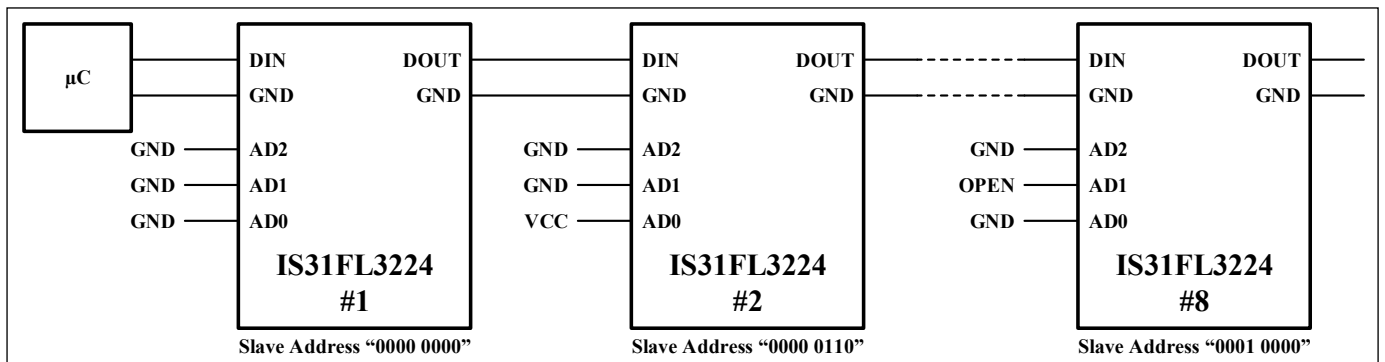 µC
DIN DOUT
GND GND
GND AD2
GND AD1
GND AD0
IS31FL3224
#1
Slave Address “0000 0000”
DIN DOUT
GND GND
GND AD2
GND AD1
VCC AD0
IS31FL3224
#2
Slave Address “0000 0110”
DIN DOUT
GND GND
GND AD2
OPEN AD1
GND AD0
IS31FL3224
#8
Slave Address “0001 0000”